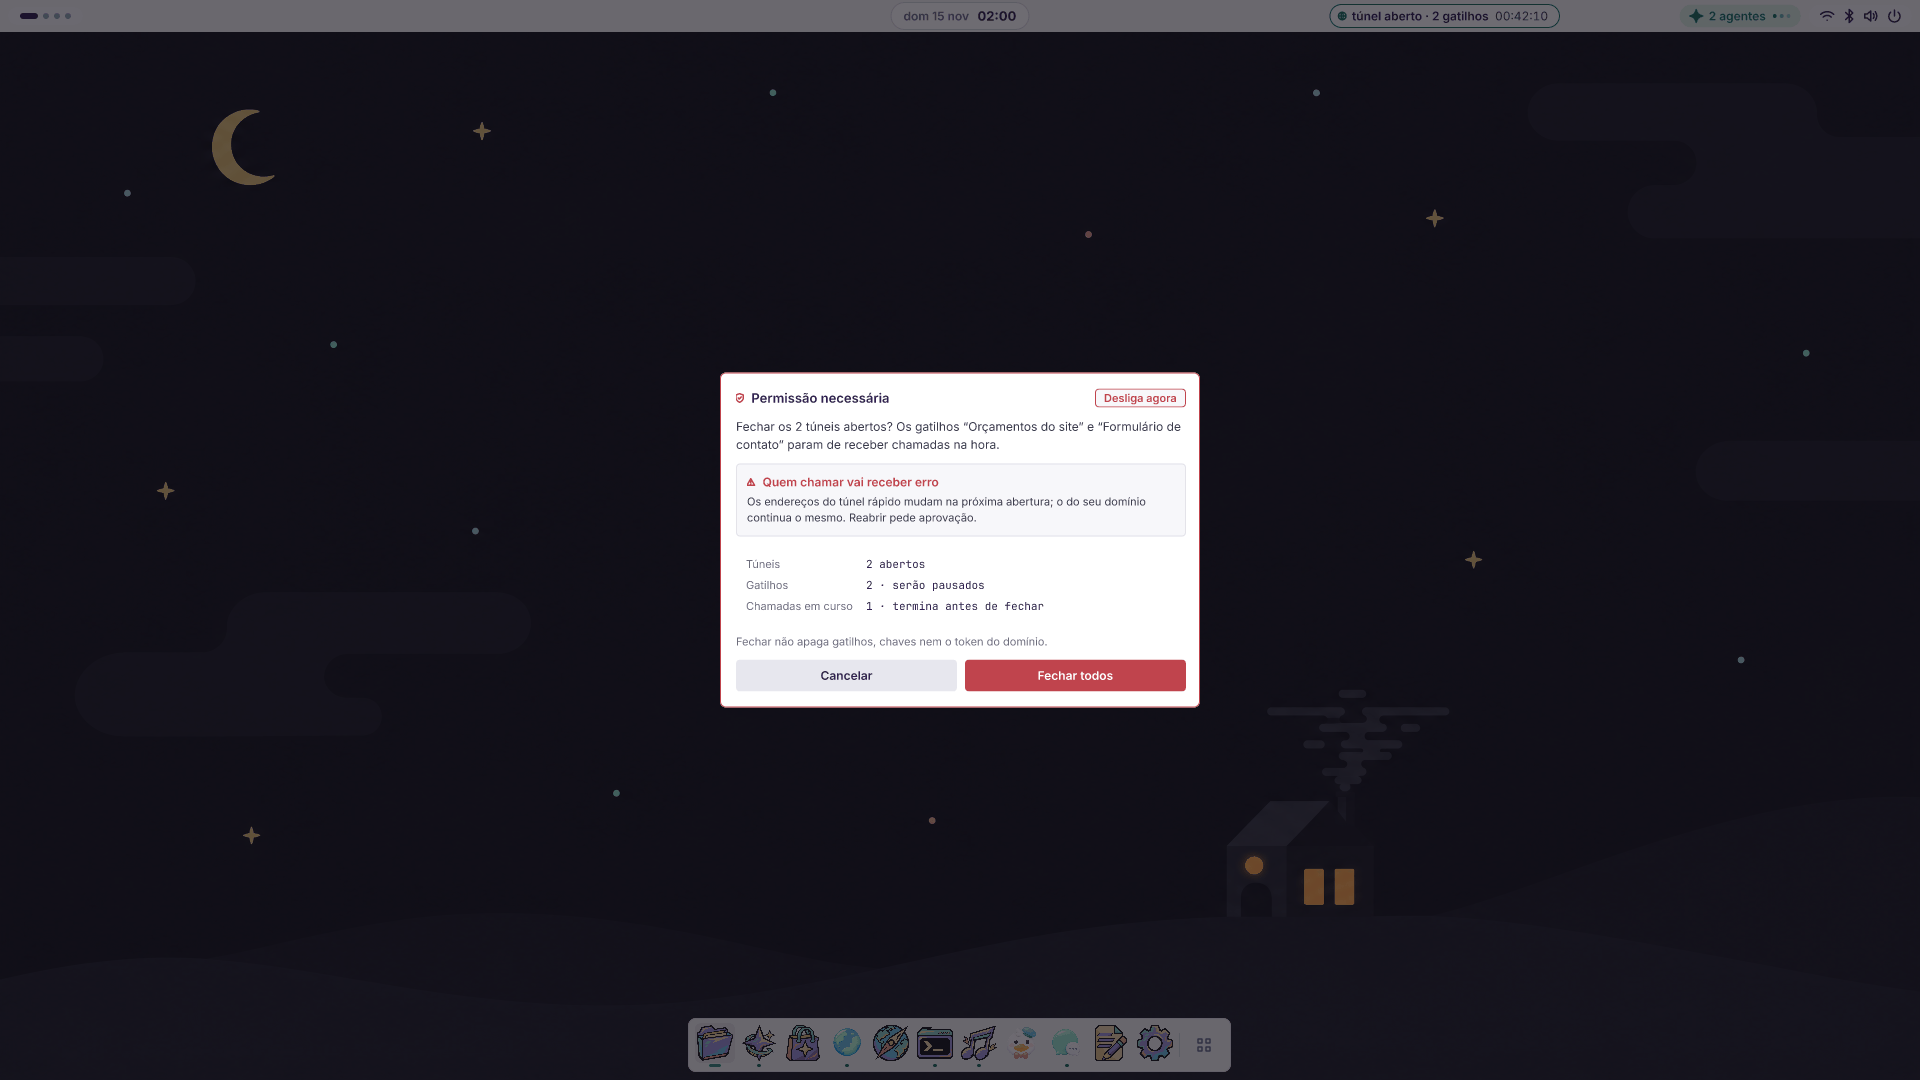 dom 15 nov 02:00
túnel aberto · 2 gatilhos 00:42:10
2 agentes
Permissão necessária
Desliga agora
Fechar os 2 túneis abertos? Os gatilhos “Orçamentos do site” e “Formulário de
contato” param de receber chamadas na hora.
Quem chamar vai receber erro
Os endereços do túnel rápido mudam na próxima abertura; o do seu domínio
continua o mesmo. Reabrir pede aprovação.
Túneis 2 abertos
Gatilhos 2 · serão pausados
Chamadas em curso 1 · termina antes de fechar
Fechar não apaga gatilhos, chaves nem o token do domínio.
Cancelar
Fechar todos